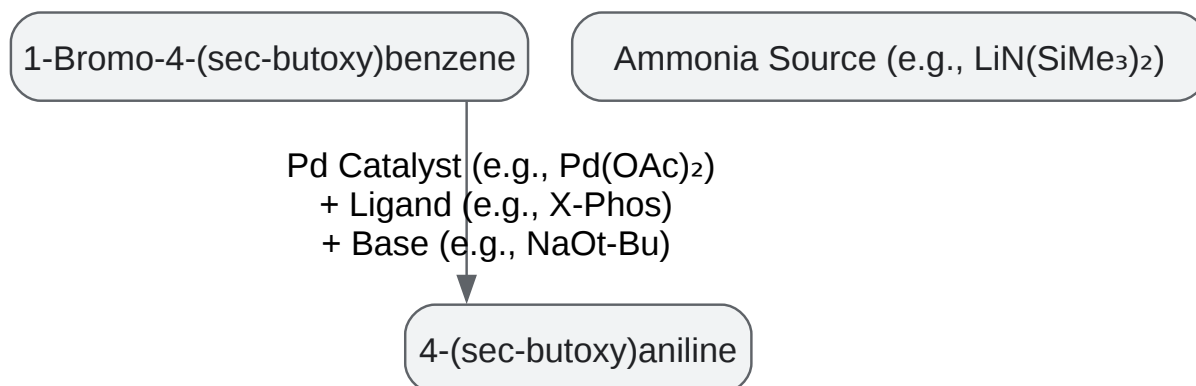 1-Bromo-4-(sec-butoxy)benzene
Ammonia Source (e.g., LiN(SiMe₃)₂)
Pd Catalyst (e.g., Pd(OAc)₂)
+ Ligand (e.g., X-Phos)
+ Base (e.g., NaOt-Bu)
4-(sec-butoxy)aniline